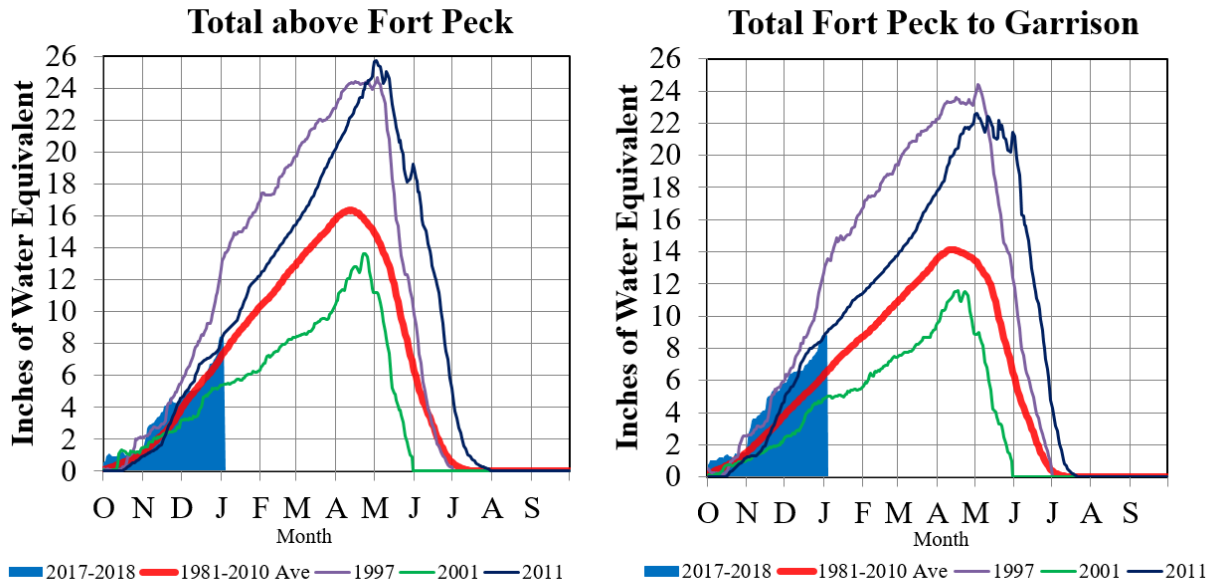 Total above Fort Peck
Inches of Water Equivalent
26
24
22
20
18
16
14
12
10
8
6
4
2
0
O N D J F M A M J J A S
Month
2017-2018 1981-2010 Ave 1997 2001 2011
Total Fort Peck to Garrison
Inches of Water Equivalent
26
24
22
20
18
16
14
12
10
8
6
4
2
0
O N D J F M A M J J A S
Month
2017-2018 1981-2010 Ave 1997 2001 2011